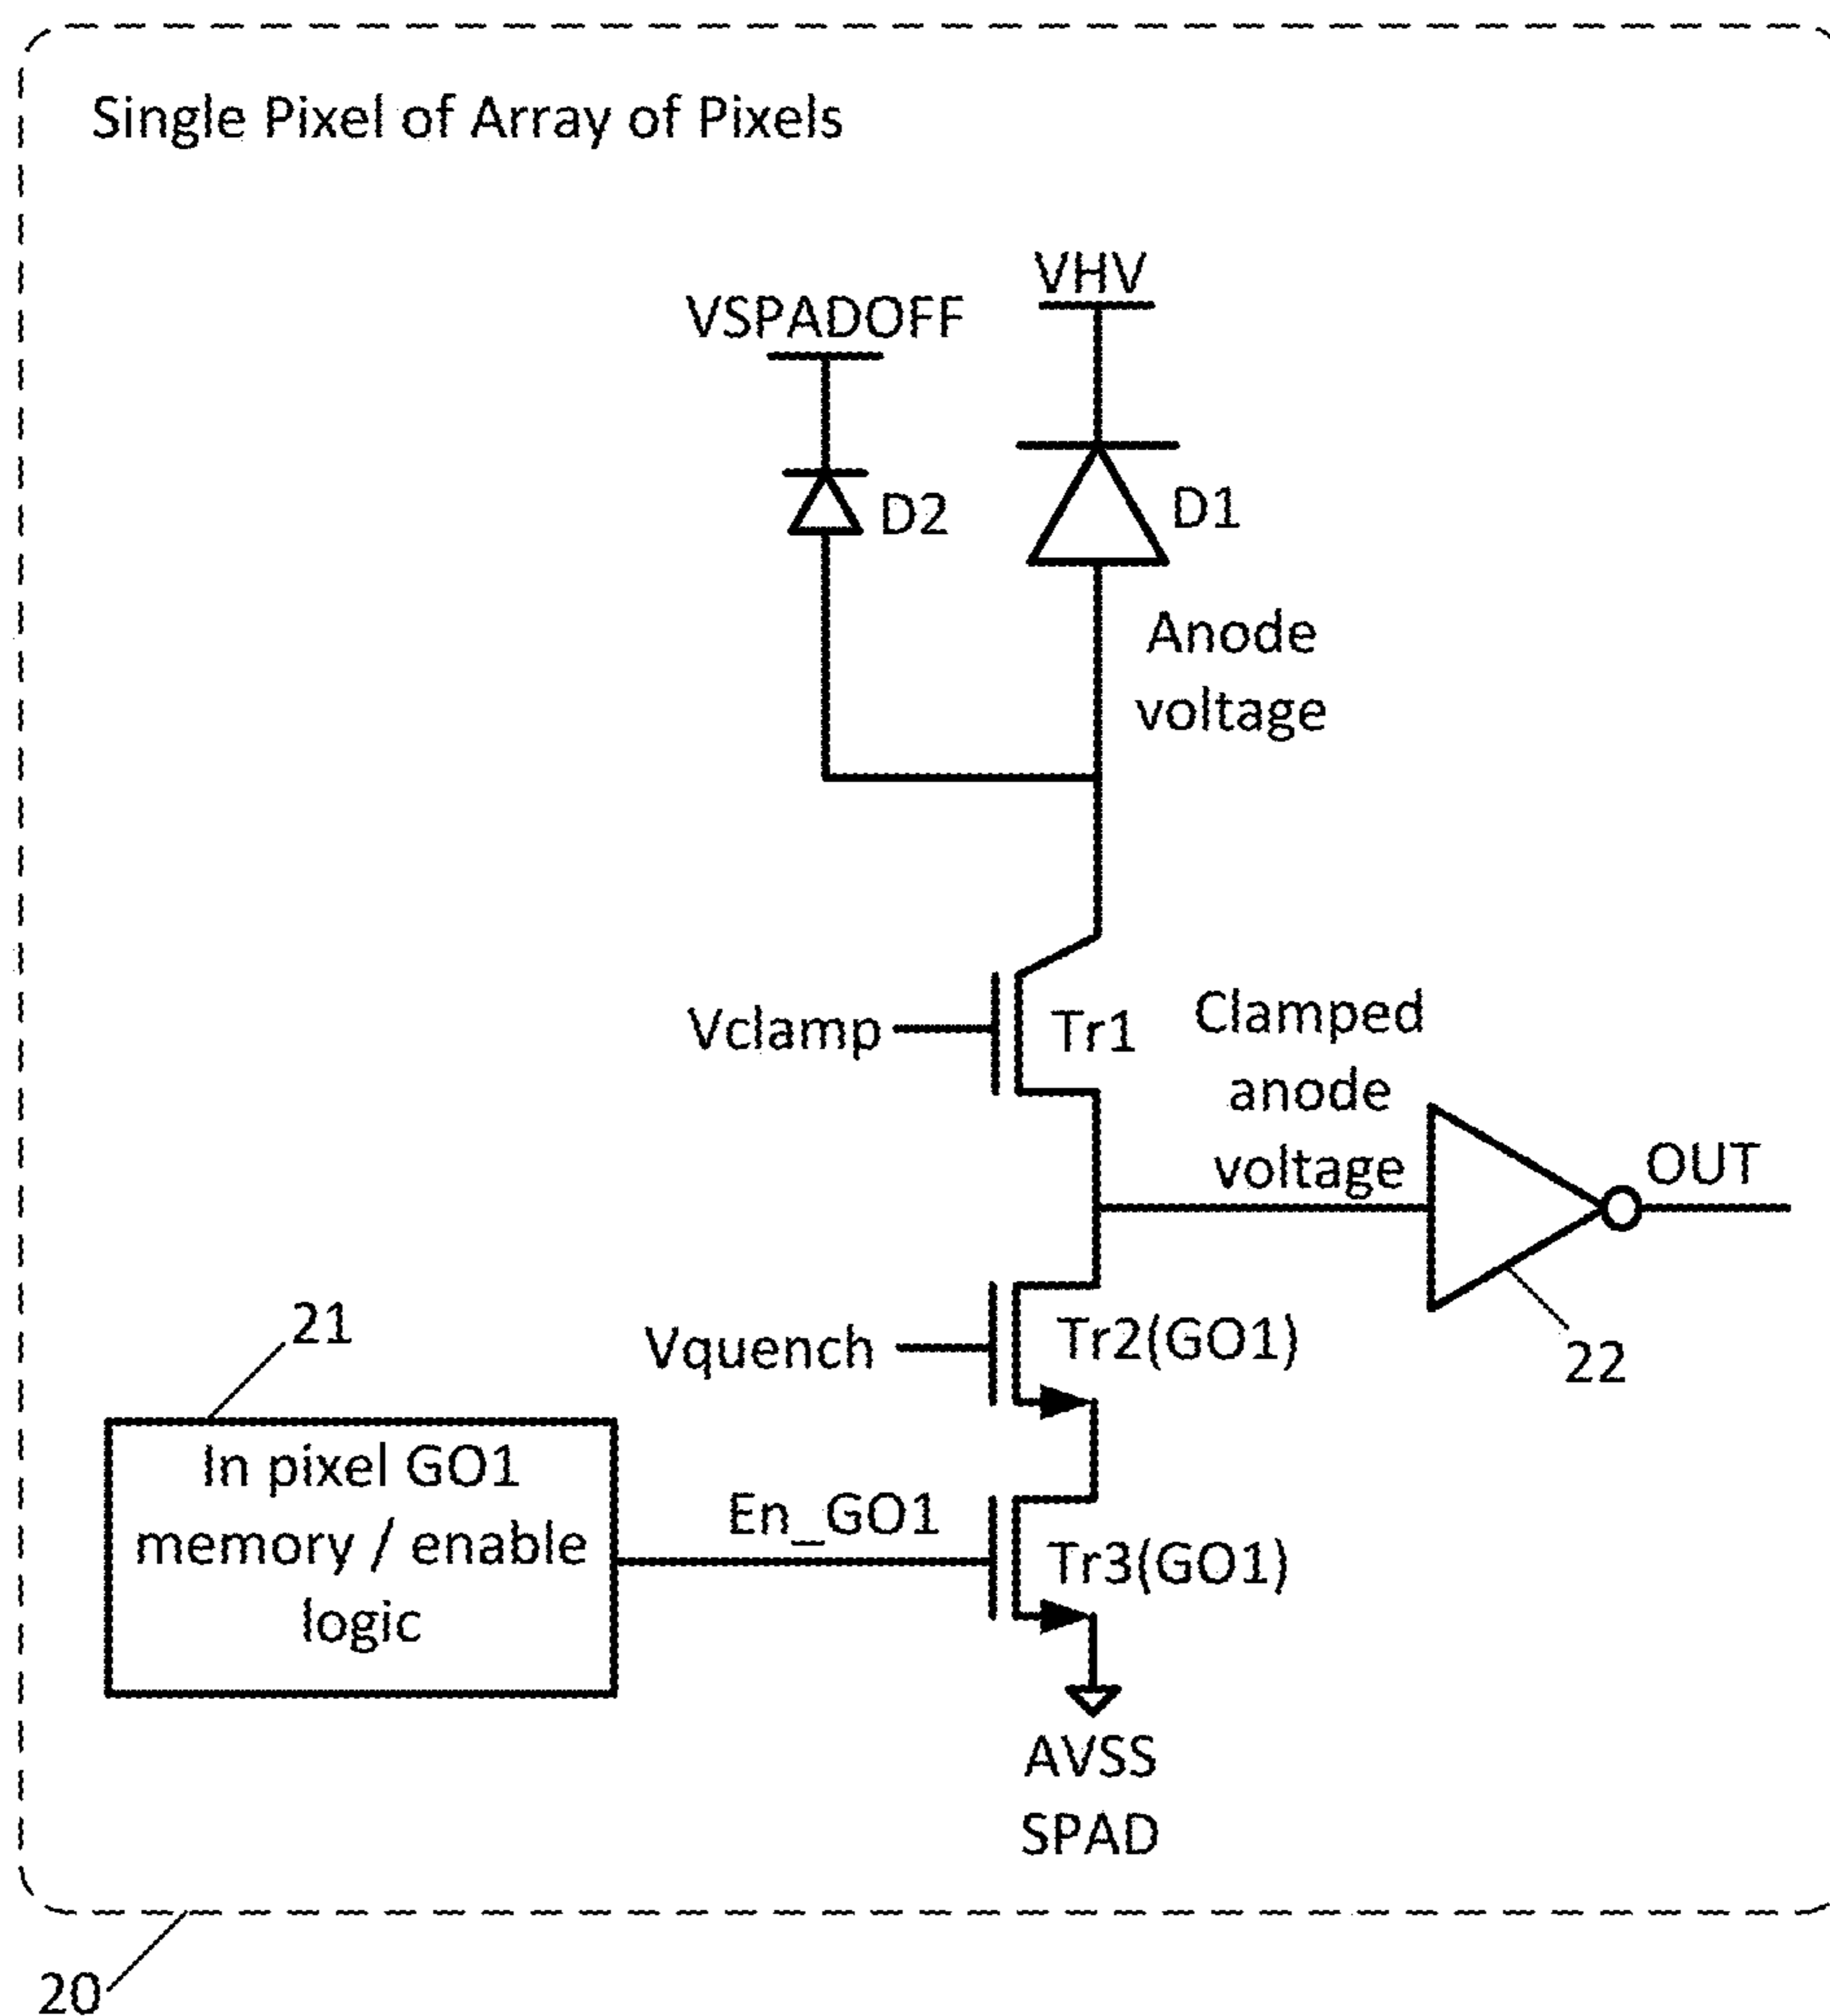 Single Pixel of Array of Pixels
VHV
VSPADOFF
D2
D1
Anode
voltage
Vclamp
Tr1
Clamped
anode
voltage
OUT
22
Vquench
Tr2(GO1)
21
In pixel GO1
memory / enable
logic
En_GO1
Tr3(GO1)
AVSS
SPAD
20